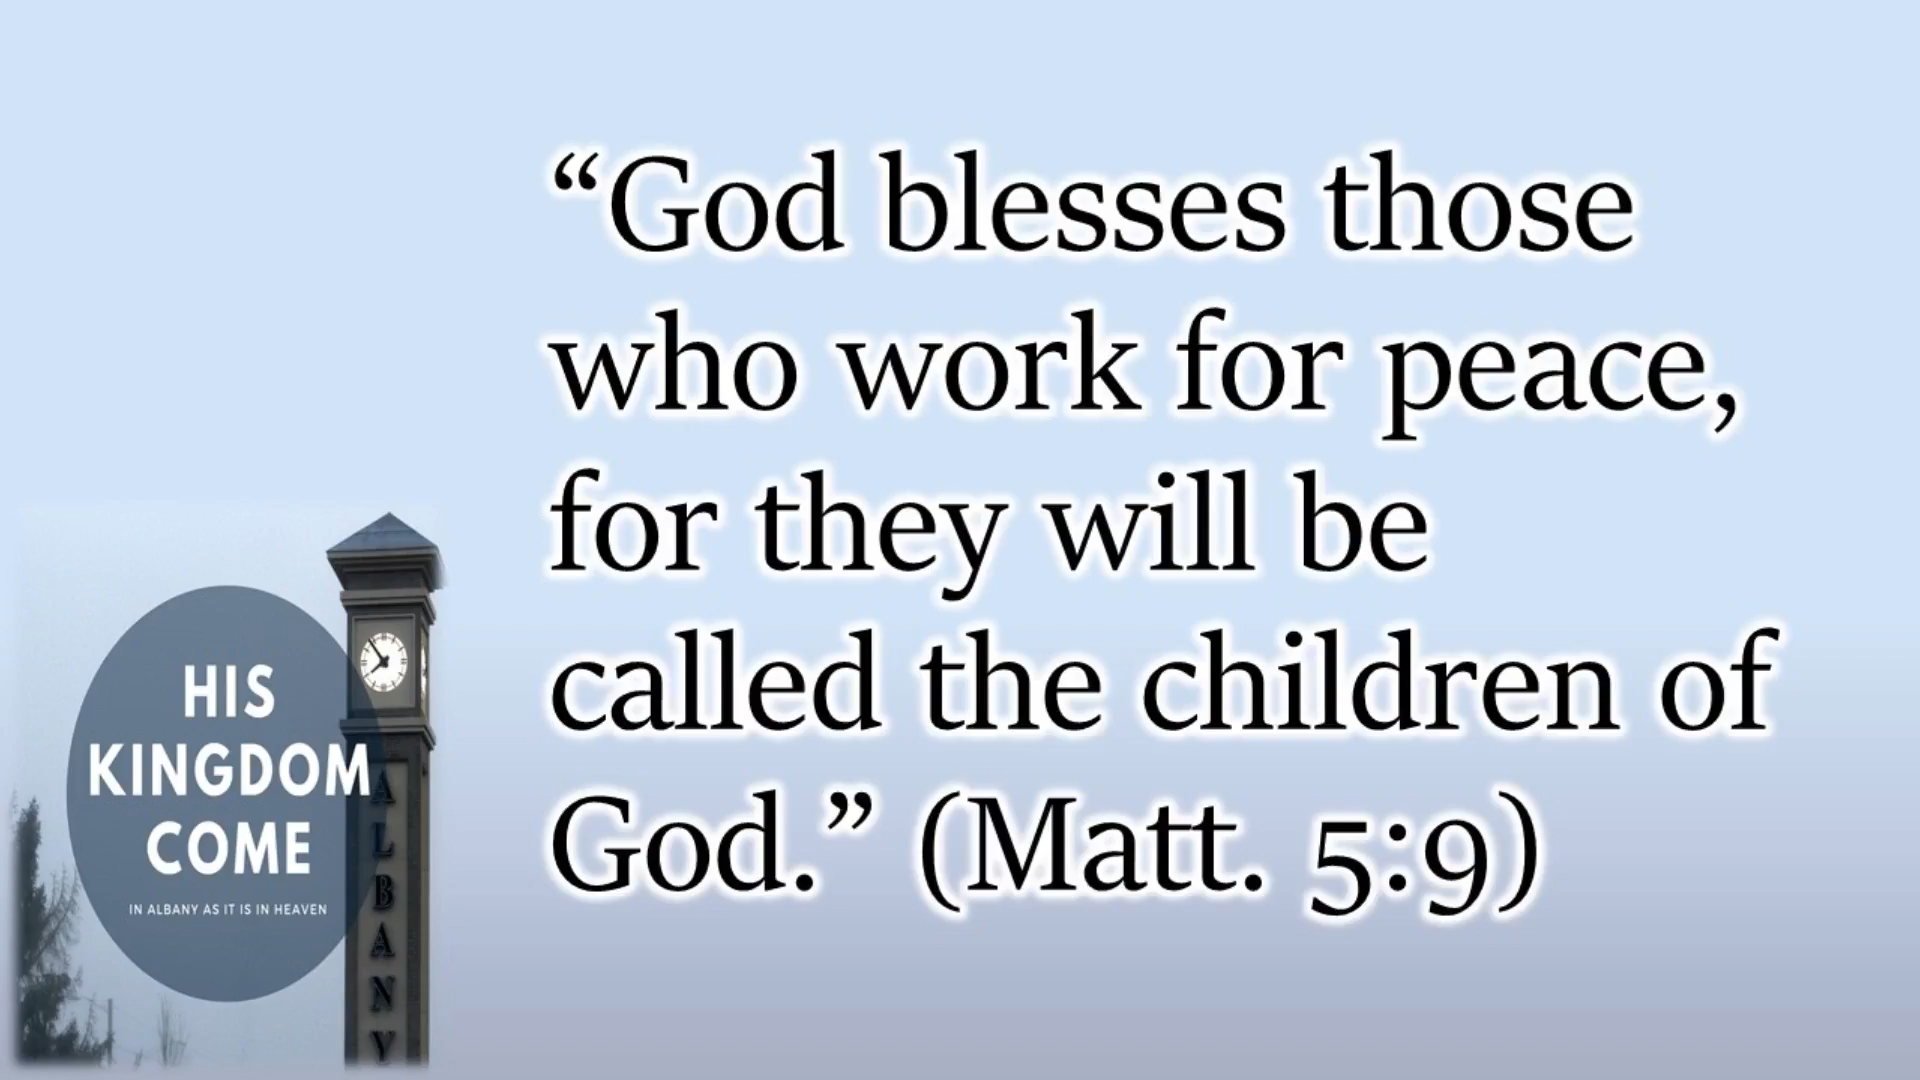 “God blesses those
who work for peace,
for they will be
called the children of
God.” (Matt. 5:9)
HIS
KINGDOM
COME
IN ALBANY AS IT IS IN HEAVEN
ALBANY